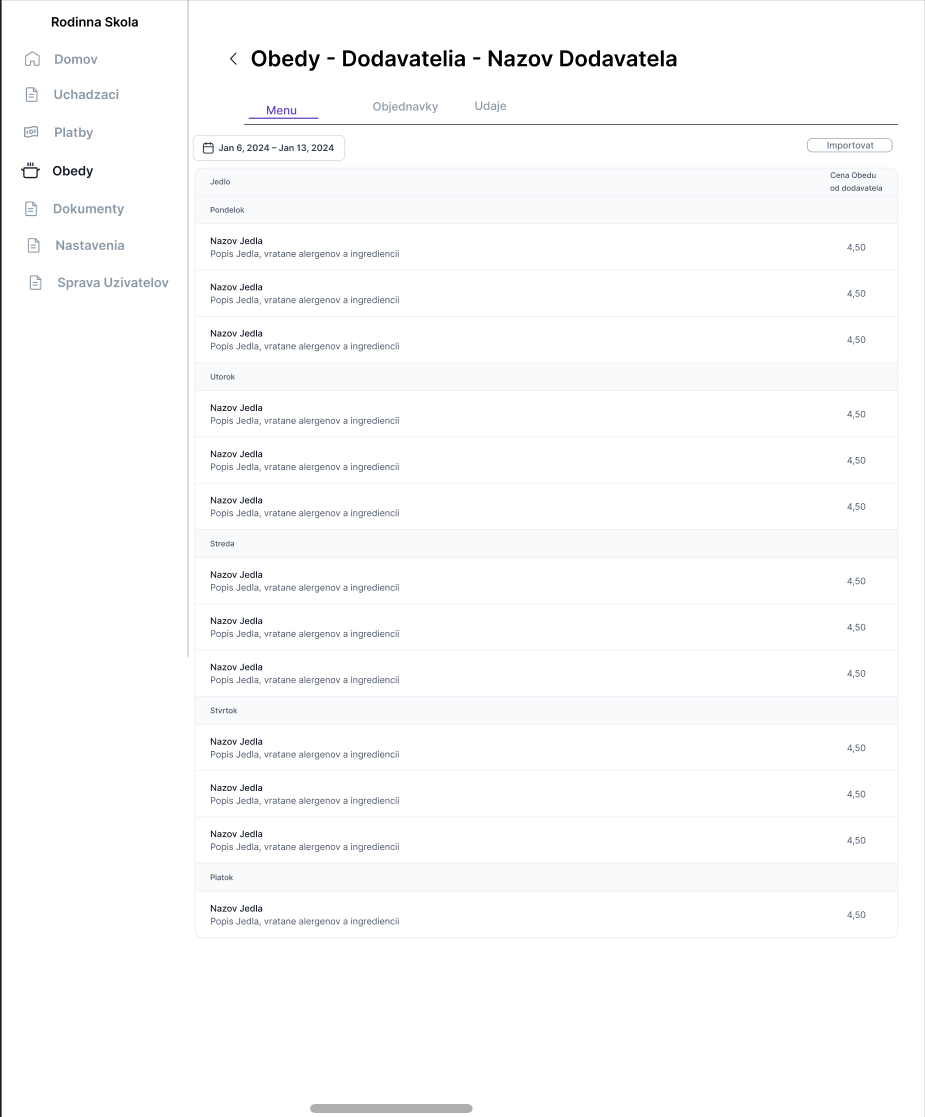 Rodinna Skola
Domov
Uchadzaci
Platby
Obedy
Dokumenty
Nastavenia
Sprava Uzivatelov
Obedy - Dodavatelia - Nazov Dodavatela
Menu
Objednavky
Udaje
Jan 6, 2024 – Jan 13, 2024
Importovat
Jedlo
Cena Obedu
od dodavatela
Pondelok
Nazov Jedla
Popis Jedla, vratane alergenov a ingrediencii
4,50
Nazov Jedla
Popis Jedla, vratane alergenov a ingrediencii
4,50
Nazov Jedla
Popis Jedla, vratane alergenov a ingrediencii
4,50
Utorok
Nazov Jedla
Popis Jedla, vratane alergenov a ingrediencii
4,50
Nazov Jedla
Popis Jedla, vratane alergenov a ingrediencii
4,50
Nazov Jedla
Popis Jedla, vratane alergenov a ingrediencii
4,50
Streda
Nazov Jedla
Popis Jedla, vratane alergenov a ingrediencii
4,50
Nazov Jedla
Popis Jedla, vratane alergenov a ingrediencii
4,50
Nazov Jedla
Popis Jedla, vratane alergenov a ingrediencii
4,50
Stvrtok
Nazov Jedla
Popis Jedla, vratane alergenov a ingrediencii
4,50
Nazov Jedla
Popis Jedla, vratane alergenov a ingrediencii
4,50
Nazov Jedla
Popis Jedla, vratane alergenov a ingrediencii
4,50
Piatok
Nazov Jedla
Popis Jedla, vratane alergenov a ingrediencii
4,50